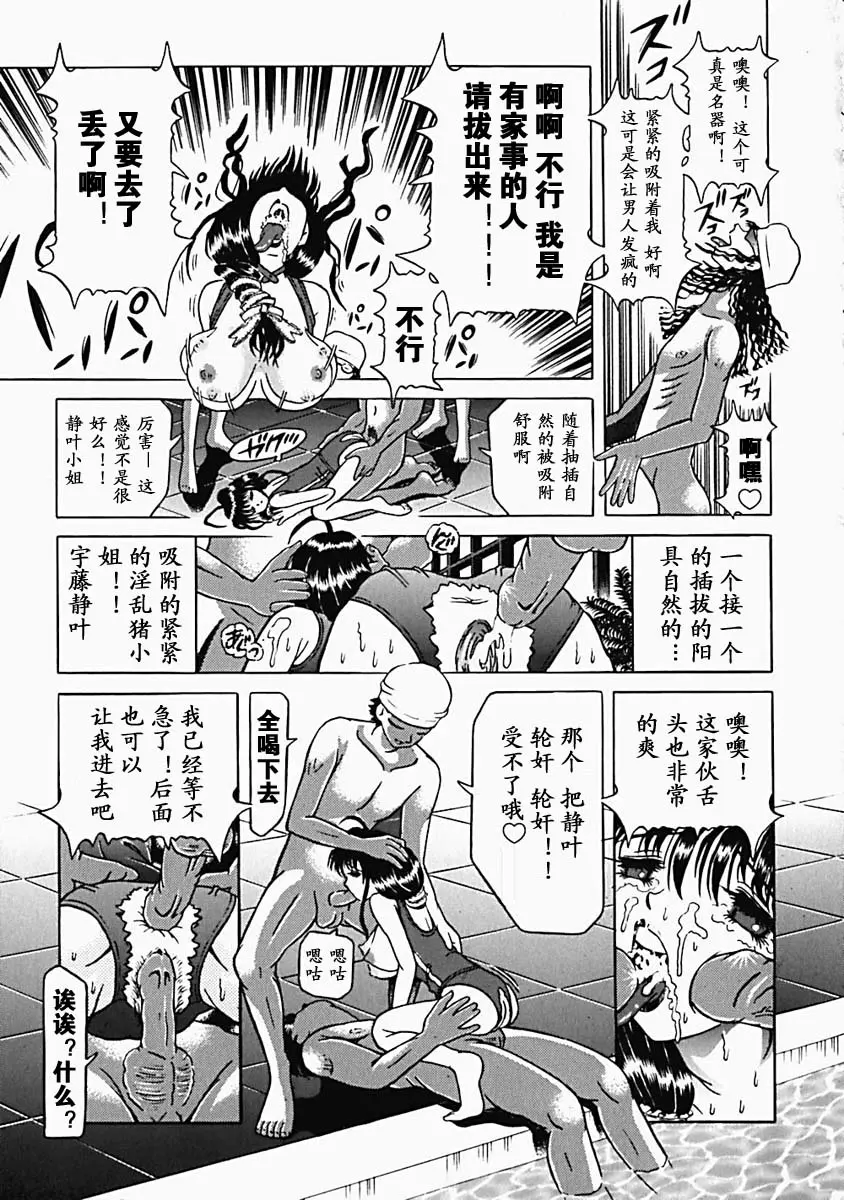 噢噢！这个可
真是名器啊！
紧紧的吸附着我 好啊
这可是会让男人发疯的
啊嘿♡
啊啊 不行 我是
有家事的人
请拔出来！！！
不行
又要去了
丢了啊！
随着抽插自
然的被吸附
舒服啊
厉害—这
感觉不是很
好么！！
静叶小姐
一个接一个
的插拔的阳
具自然的…
吸附的紧紧
的淫乱猪小
姐！！
宇藤静叶
噢噢！
这家伙舌
头也非常
的爽
那个 把静叶
轮奸 轮奸！！
受不了哦♡
全喝下去
嗯咕
嗯咕
我已经等不
急了！后面
也可以
让我进去吧
诶诶？什么？